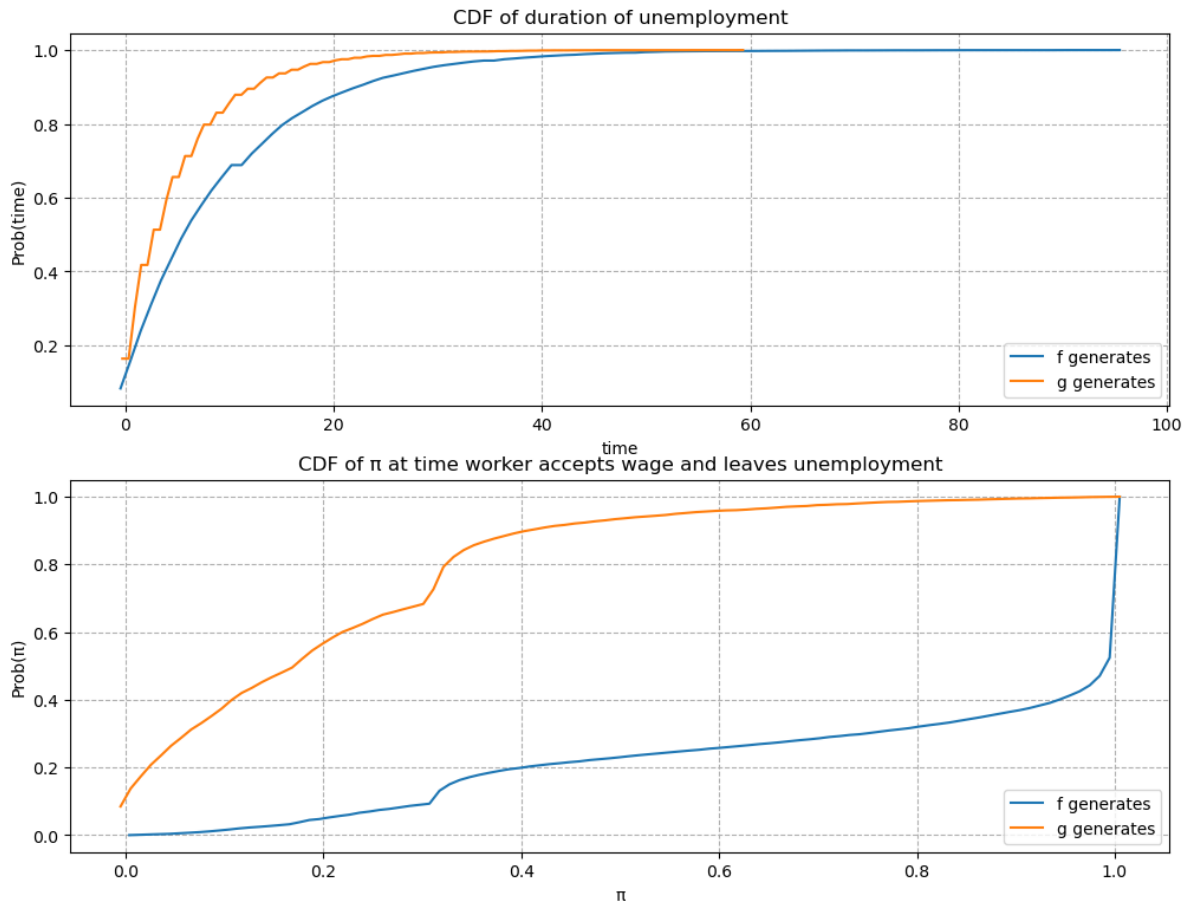 CDF of duration of unemployment
1.0
0.8
0.6
0.4
0.2
Prob(time)
f generates
g generates
0 20 40 60 80 100
time
CDF of π at time worker accepts wage and leaves unemployment
1.0
0.8
0.6
0.4
0.2
0.0
Prob(π)
f generates
g generates
0.0 0.2 0.4 0.6 0.8 1.0
π